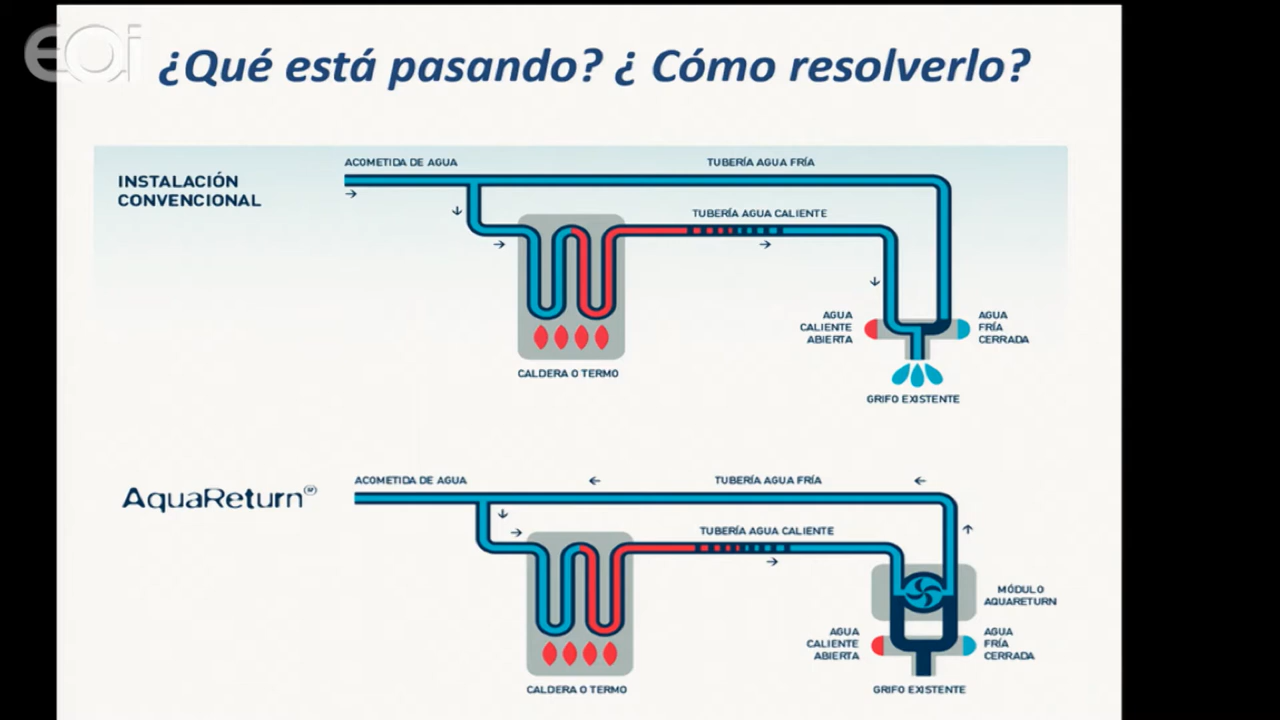 eoi
¿Qué está pasando? ¿ Cómo resolverlo?
INSTALACIÓN
CONVENCIONAL
ACOMETIDA DE AGUA
TUBERÍA AGUA FRÍA
TUBERÍA AGUA CALIENTE
AGUA
CALIENTE
ABIERTA
AGUA
FRÍA
CERRADA
CALDERA O TERMO
GRIFO EXISTENTE
AquaReturn®
ACOMETIDA DE AGUA
TUBERÍA AGUA FRÍA
TUBERÍA AGUA CALIENTE
MÓDULO
AQUARETURN
AGUA
CALIENTE
ABIERTA
AGUA
FRÍA
CERRADA
CALDERA O TERMO
GRIFO EXISTENTE